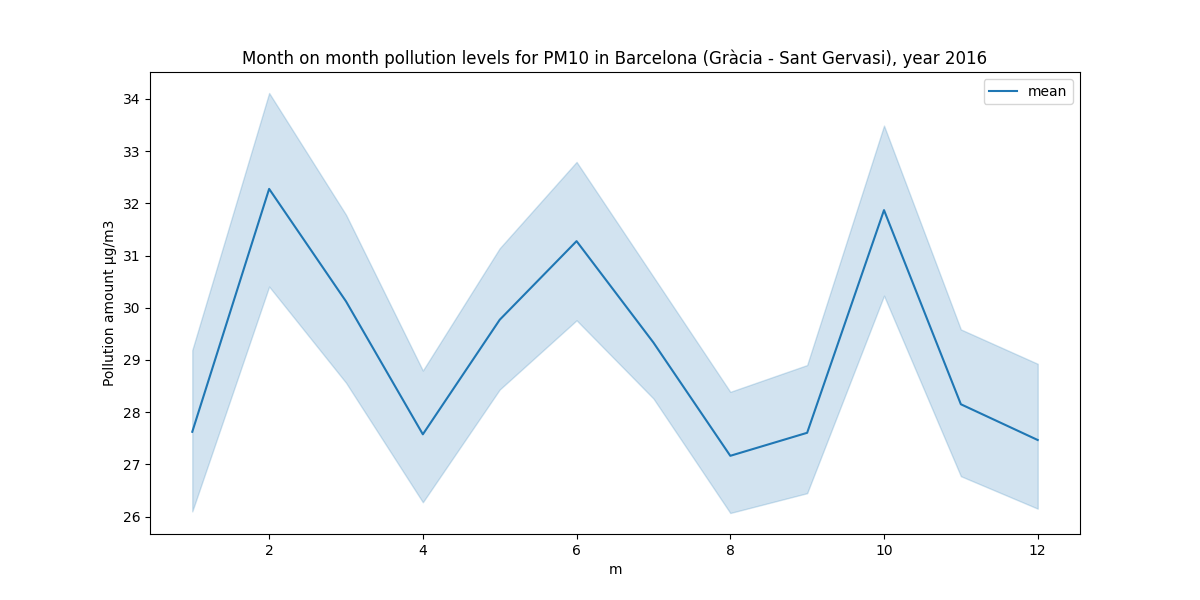 Month on month pollution levels for PM10 in Barcelona (Gràcia - Sant Gervasi), year 2016
mean
34
33
32
31
30
29
28
27
26
Pollution amount µg/m3
2 4 6 8 10 12
m